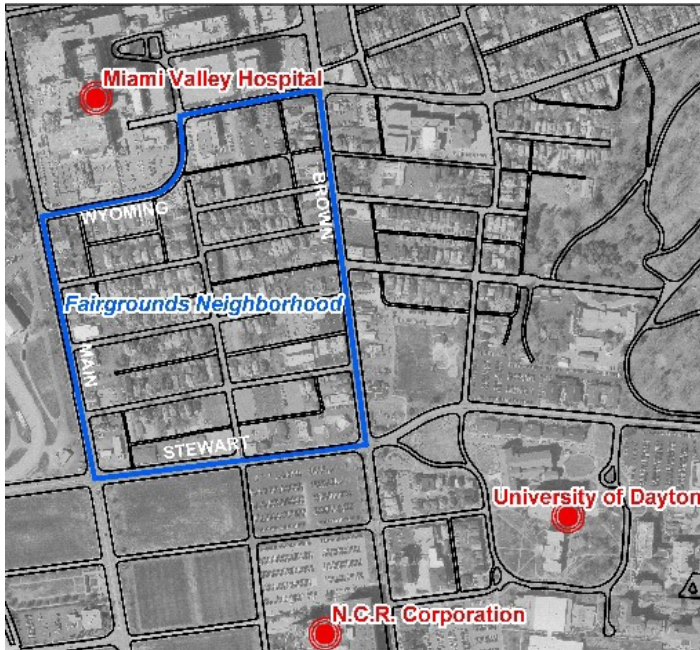 Miami Valley Hospital
WYOMING
BROWN
Fairgrounds Neighborhood
MAIN
STEWART
University of Dayton
N.C.R. Corporation